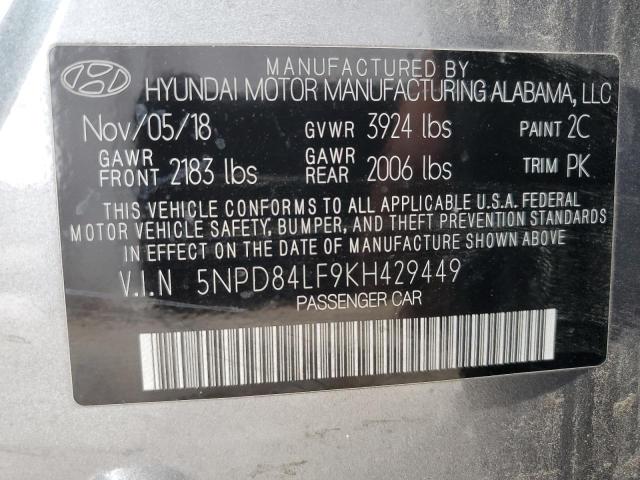 MANUFACTURED BY
HYUNDAI MOTOR MANUFACTURING ALABAMA, LLC
Nov/05/18 GVWR 3924 lbs PAINT 2C
GAWR FRONT 2183 lbs GAWR REAR 2006 lbs TRIM PK
THIS VEHICLE CONFORMS TO ALL APPLICABLE U.S.A. FEDERAL
MOTOR VEHICLE SAFETY, BUMPER, AND THEFT PREVENTION STANDARDS
IN EFFECT ON THE DATE OF MANUFACTURE SHOWN ABOVE.
V.I.N 5NPD84LF9KH429449
PASSENGER CAR